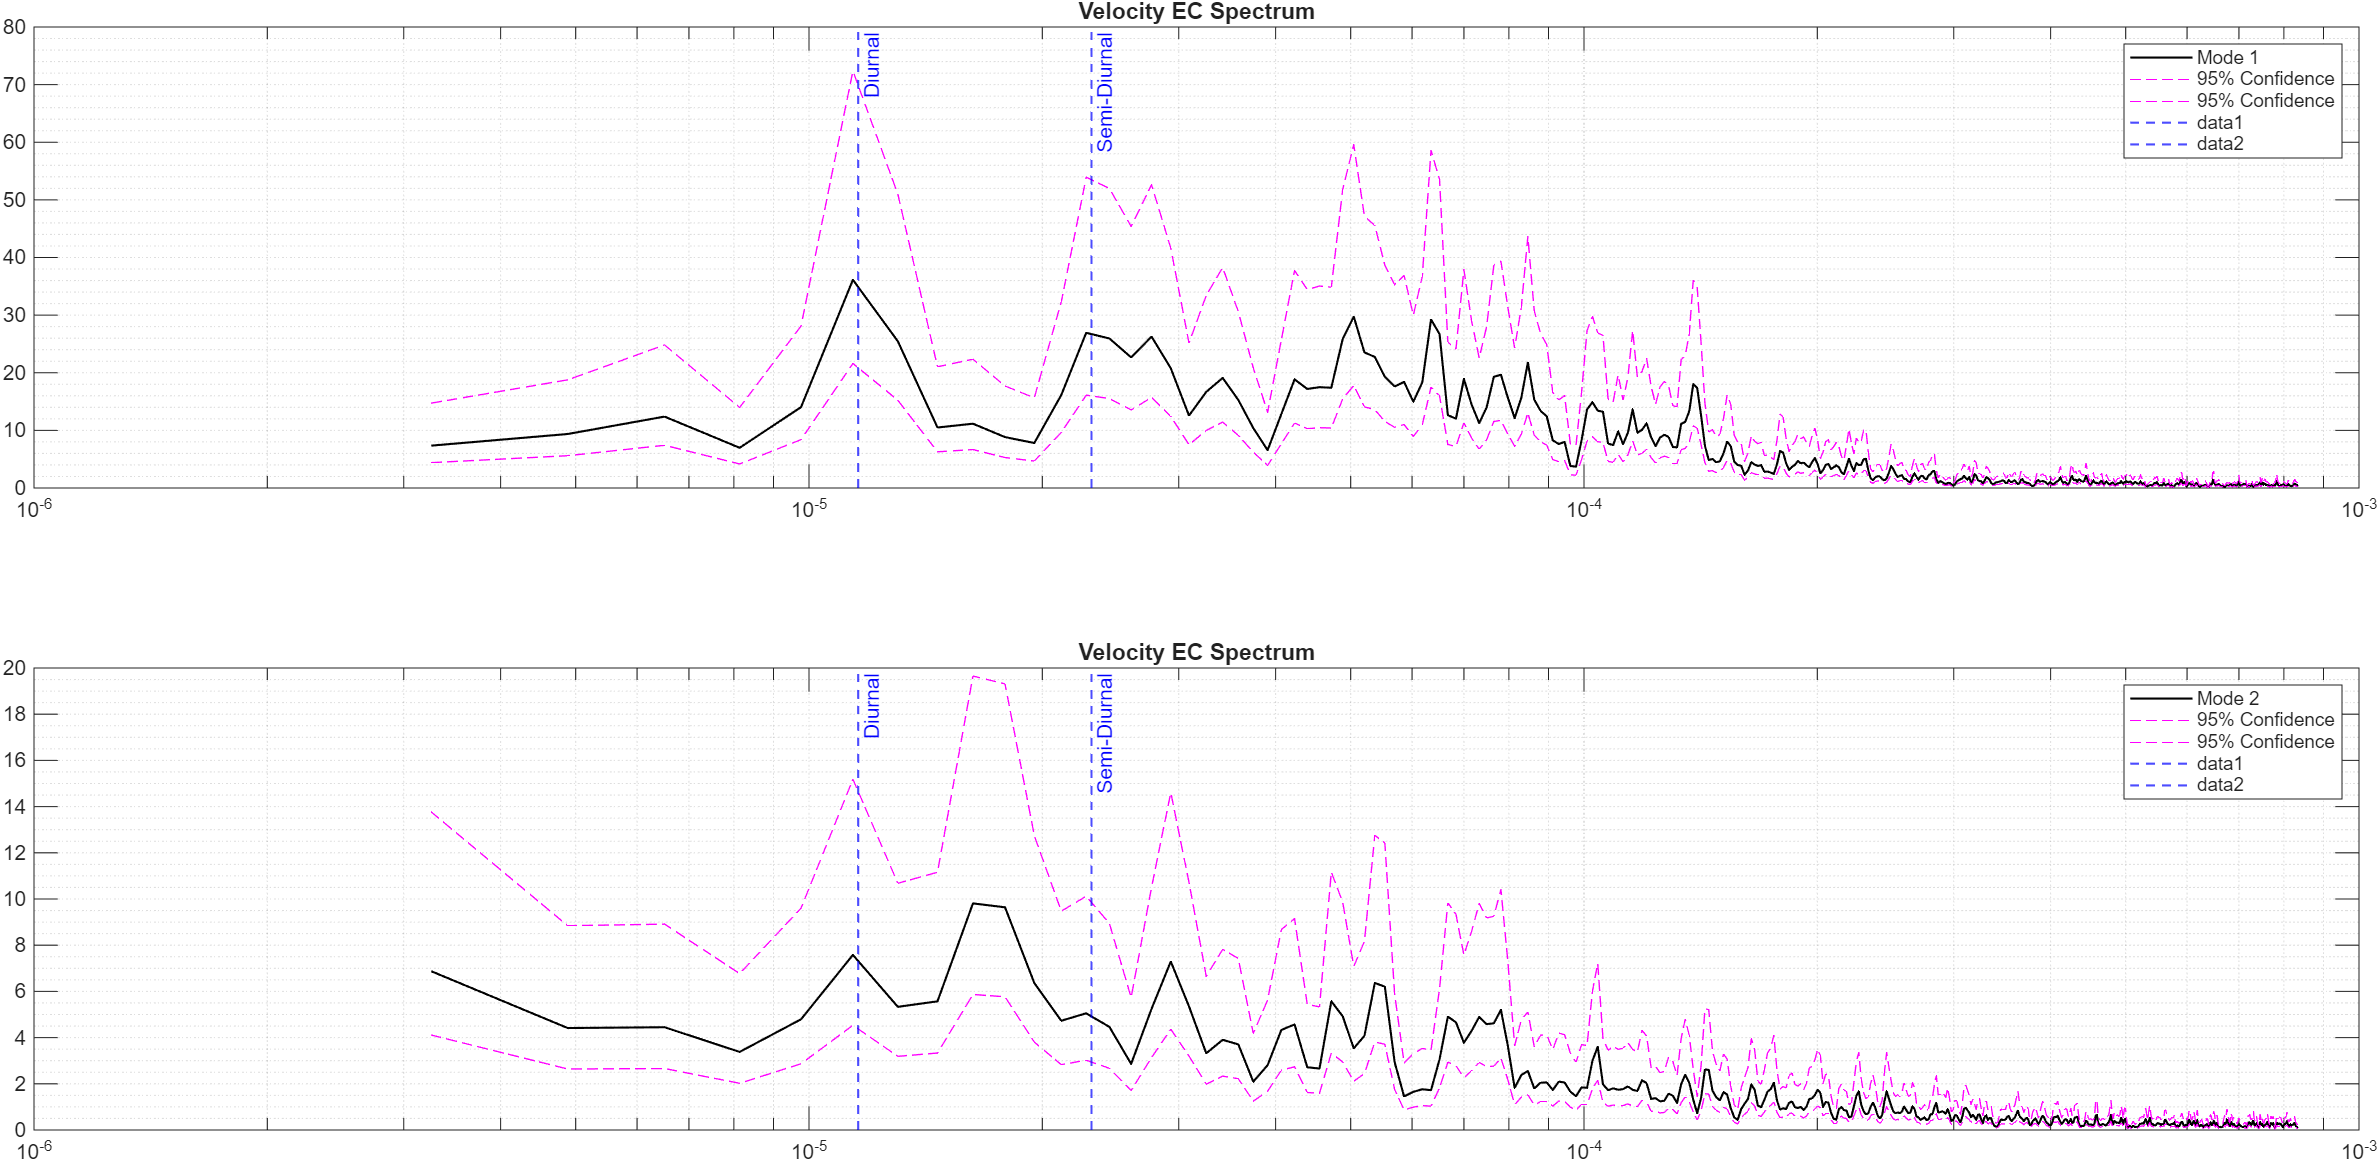 Velocity EC Spectrum
80
70
60
50
40
30
20
10
0
10-6
10-5
10-4
10-3
Diurnal
Semi-Diurnal
Mode 1
95% Confidence
95% Confidence
data1
data2
Velocity EC Spectrum
20
18
16
14
12
10
8
6
4
2
0
10-6
10-5
10-4
10-3
Diurnal
Semi-Diurnal
Mode 2
95% Confidence
95% Confidence
data1
data2